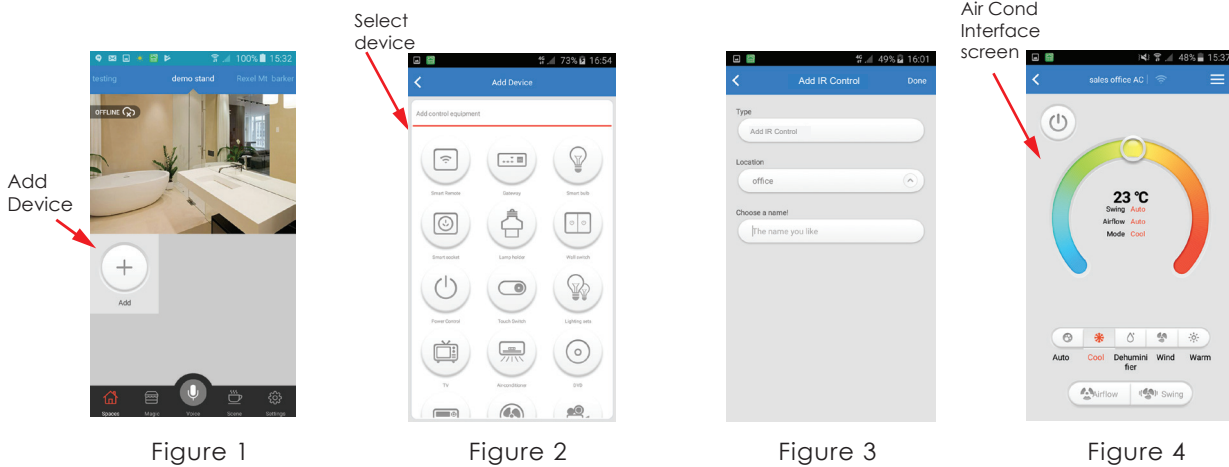 Add
Device
100% 15:32
testing demo stand Rexel Mt barker
OFFLINE
Add
Spaces Magic Voice Scene Settings
Figure 1
Select
device
73% 16:54
Add Device
Add control equipment
Smart Remote Gateway Smart bulb
Smart socket Lamp holder Wall switch
Power Control Touch Switch Lighting sets
TV Airconditione DVD
Figure 2
49% 16:01
Add IR Control Done
Type
Add IR Control
Location
office
Choose a name!
The name you like
Figure 3
Air Cond
Interface
screen
48% 15:37
sales office AC
23 °C
Swing Auto
Airflow Auto
Mode Cool
Auto Cool Dehumini Wind Warm
fier
Airflow Swing
Figure 4